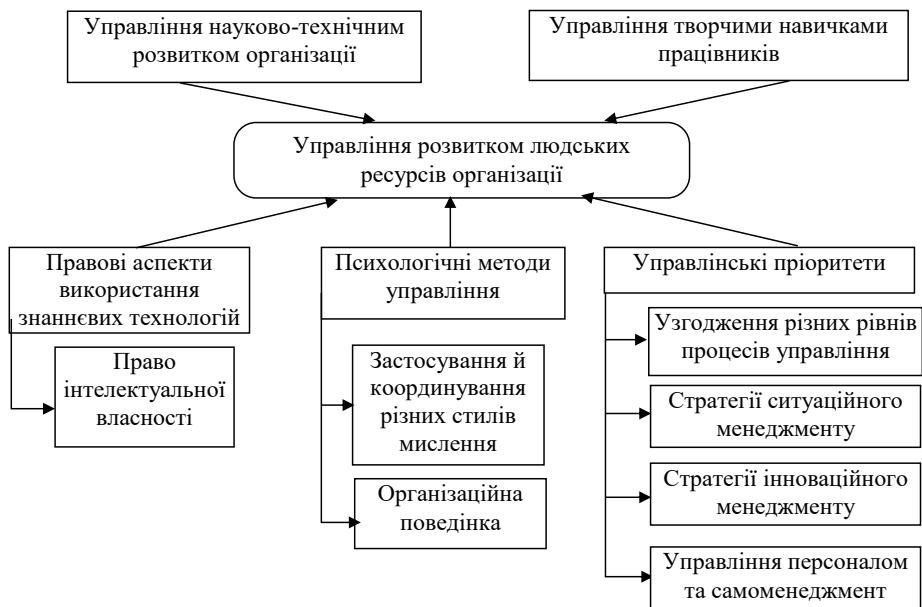 Управління науково-технічним
розвитком організації
Управління творчими навичками
працівників
Управління розвитком людських
ресурсів організації
Правові аспекти
використання
знаннєвих технологій
Право
інтелектуальної
власності
Психологічні методи
управління
Застосування й
координування
різних стилів
мислення
Організаційна
поведінка
Управлінські пріоритети
Узгодження різних рівнів
процесів управління
Стратегії ситуаційного
менеджменту
Стратегії інноваційного
менеджменту
Управління персоналом
та самоменеджмент